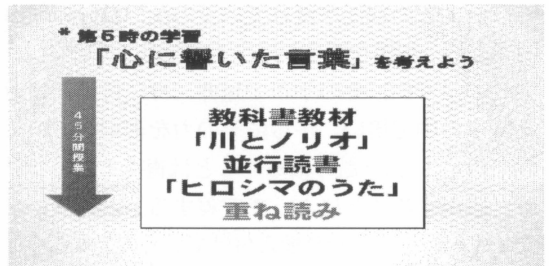 *第5時の学習
「心に響いた言葉」を考えよう
45分間授業
教科書教材
「川とノリオ」
並行読書
「ヒロシマのうた」
重ね読み